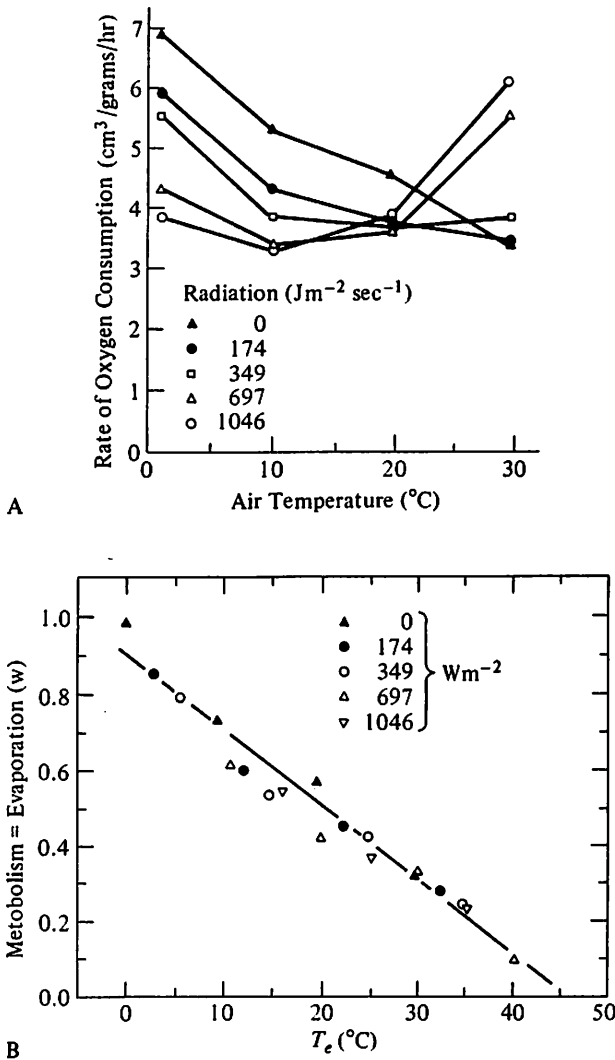 7
6
5
4
3
2
1
0
Rate of Oxygen Consumption (cm³/grams/hr)
Radiation (Jm⁻² sec⁻¹)
▲ 0
● 174
□ 349
△ 697
○ 1046
0 10 20 30
Air Temperature (°C)
A
1.0
0.8
0.6
0.4
0.2
0.0
Metobolism = Evaporation (w)
▲ 0
● 174
○ 349
△ 697
▽ 1046
Wm⁻²
0 10 20 30 40 50
Tₑ (°C)
B